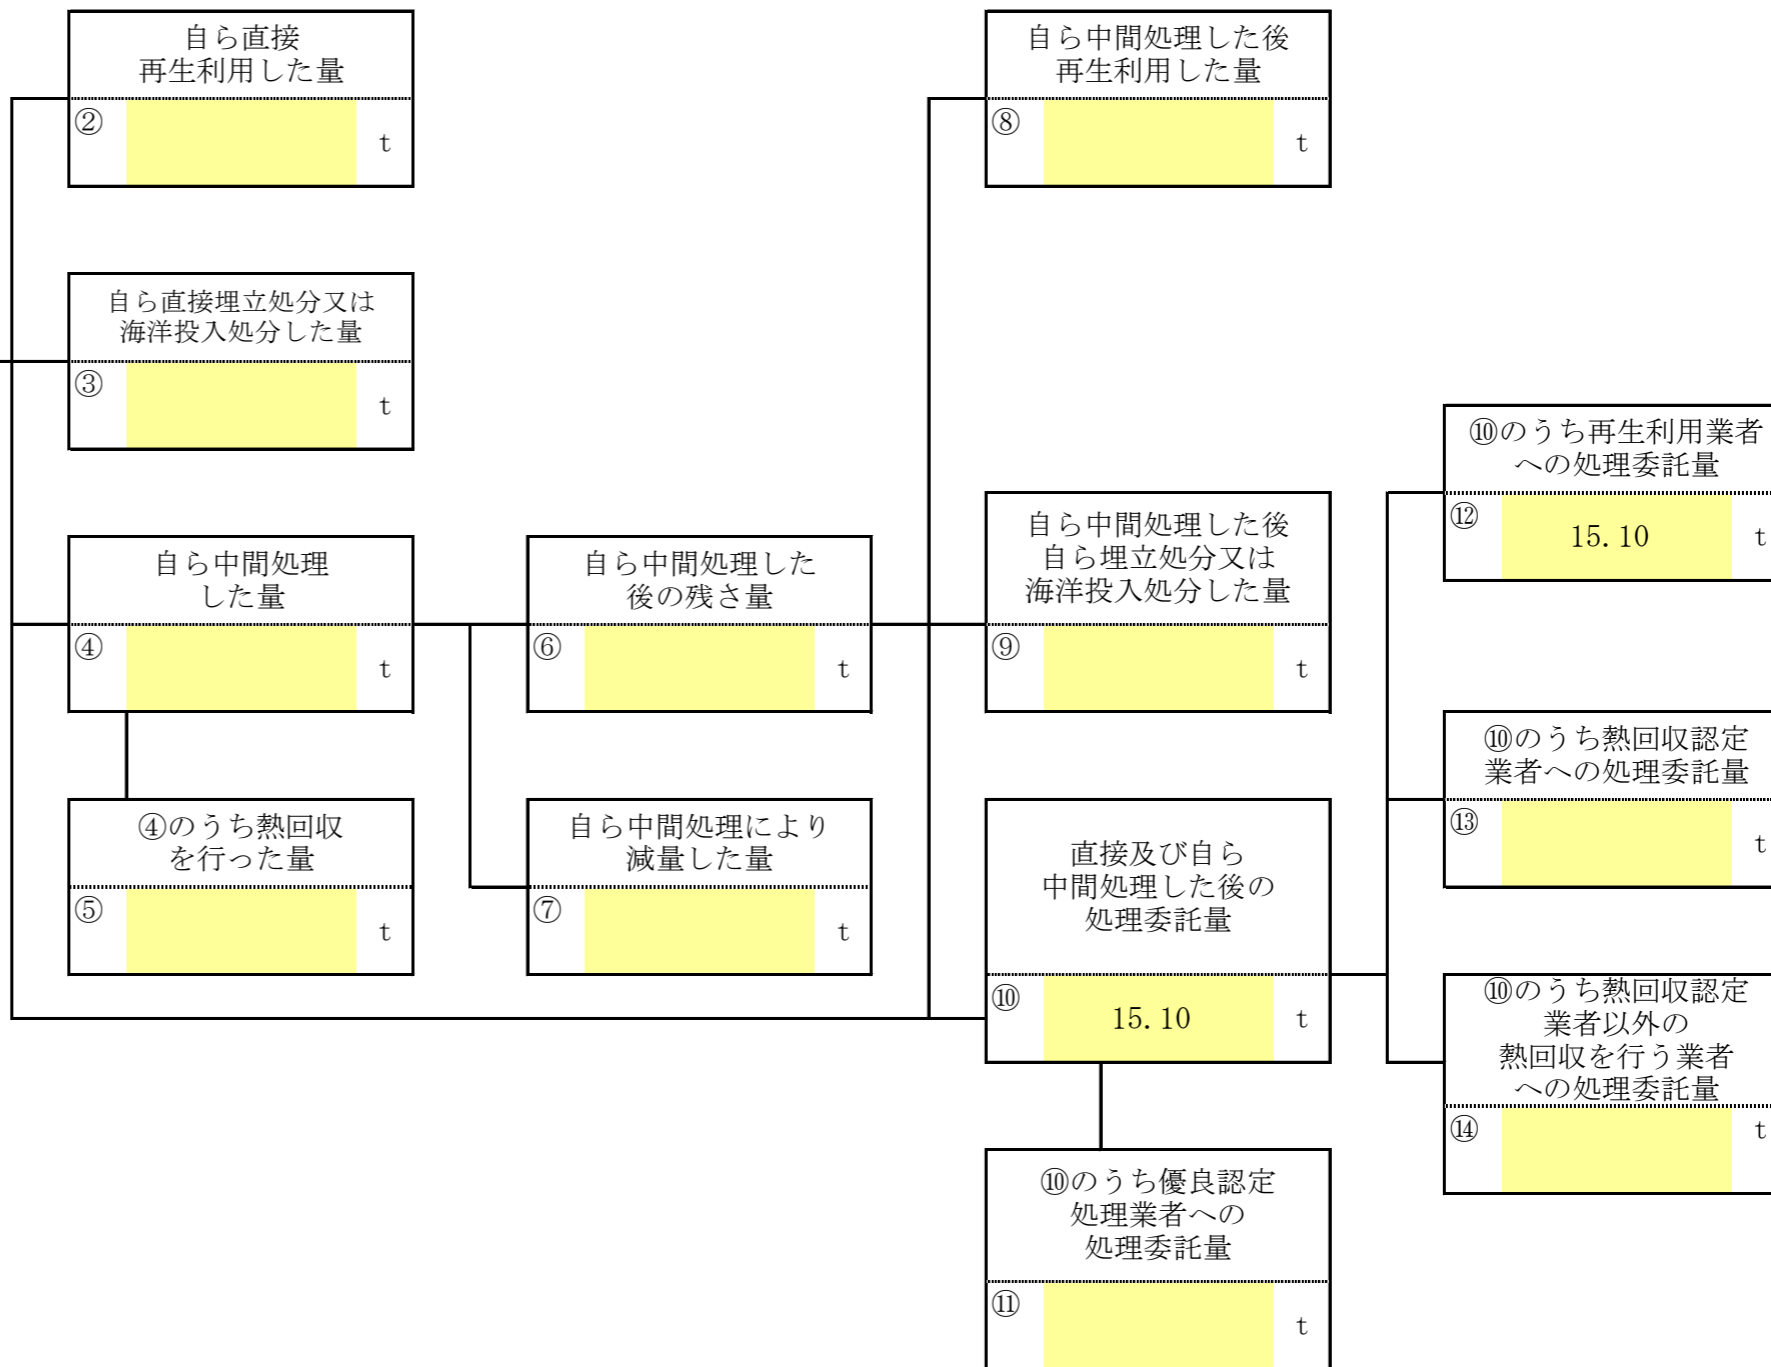 自ら直接
再生利用した量
② t
自ら直接埋立処分又は
海洋投入処分した量
③ t
自ら中間処理
した量
④ t
④のうち熱回収
を行った量
⑤ t
自ら中間処理した
後の残さ量
⑥ t
自ら中間処理により
減量した量
⑦ t
自ら中間処理した後
再生利用した量
⑧ t
自ら中間処理した後
自ら埋立処分又は
海洋投入処分した量
⑨ t
直接及び自ら
中間処理した後の
処理委託量
⑩ 15.10 t
⑩のうち優良認定
処理業者への
処理委託量
⑪ t
⑩のうち再生利用業者
への処理委託量
⑫ 15.10 t
⑩のうち熱回収認定
業者への処理委託量
⑬ t
⑩のうち熱回収認定
業者以外の
熱回収を行う業者
への処理委託量
⑭ t